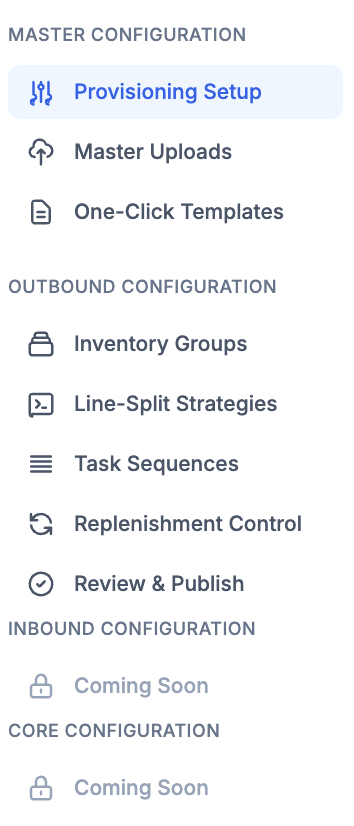 MASTER CONFIGURATION
Provisioning Setup
Master Uploads
One-Click Templates
OUTBOUND CONFIGURATION
Inventory Groups
Line-Split Strategies
Task Sequences
Replenishment Control
Review & Publish
INBOUND CONFIGURATION
Coming Soon
CORE CONFIGURATION
Coming Soon